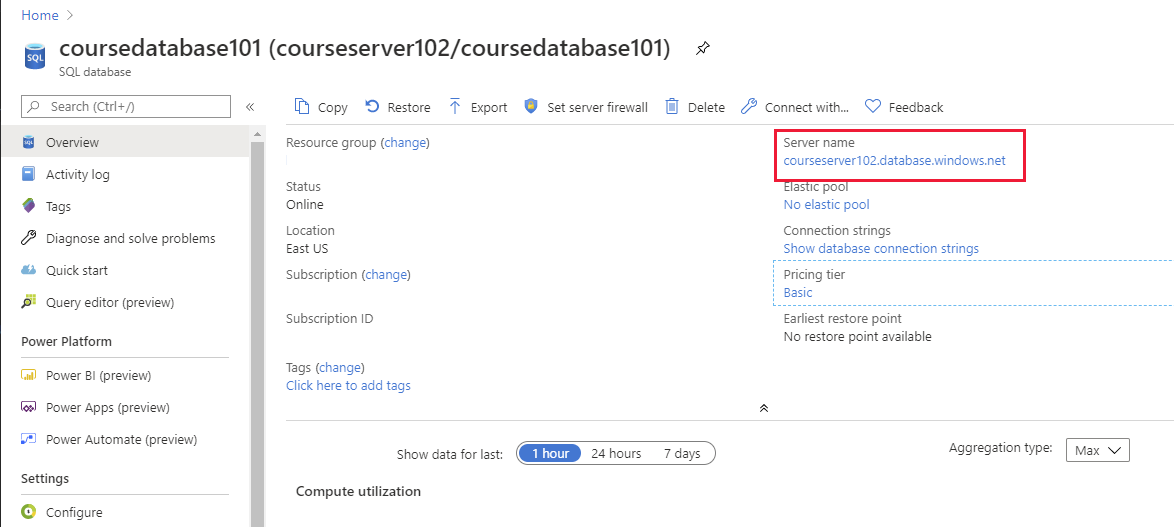 Home
coursedatabase101 (courseserver102/coursedatabase101)
SQL
SQL database
Search (Ctrl+/)
«
Copy
Restore
Export
Set server firewall
Delete
Connect with...
Feedback
Overview
Activity log
Tags
Diagnose and solve problems
Quick start
Query editor (preview)
Power Platform
Power BI (preview)
Power Apps (preview)
Power Automate (preview)
Settings
Configure
Resource group (change)
Status
Online
Location
East US
Subscription (change)
Subscription ID
Tags (change)
Click here to add tags
Server name
courseserver102.database.windows.net
Elastic pool
No elastic pool
Connection strings
Show database connection strings
Pricing tier
Basic
Earliest restore point
No restore point available
Show data for last:
1 hour
24 hours
7 days
Aggregation type:
Max
Compute utilization